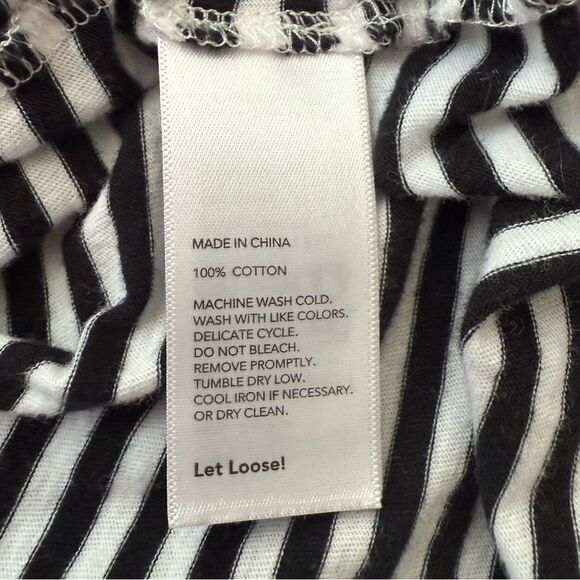 MADE IN CHINA
100% COTTON
MACHINE WASH COLD.
WASH WITH LIKE COLORS.
DELICATE CYCLE.
DO NOT BLEACH.
REMOVE PROMPTLY.
TUMBLE DRY LOW.
COOL IRON IF NECESSARY.
OR DRY CLEAN.
Let Loose!